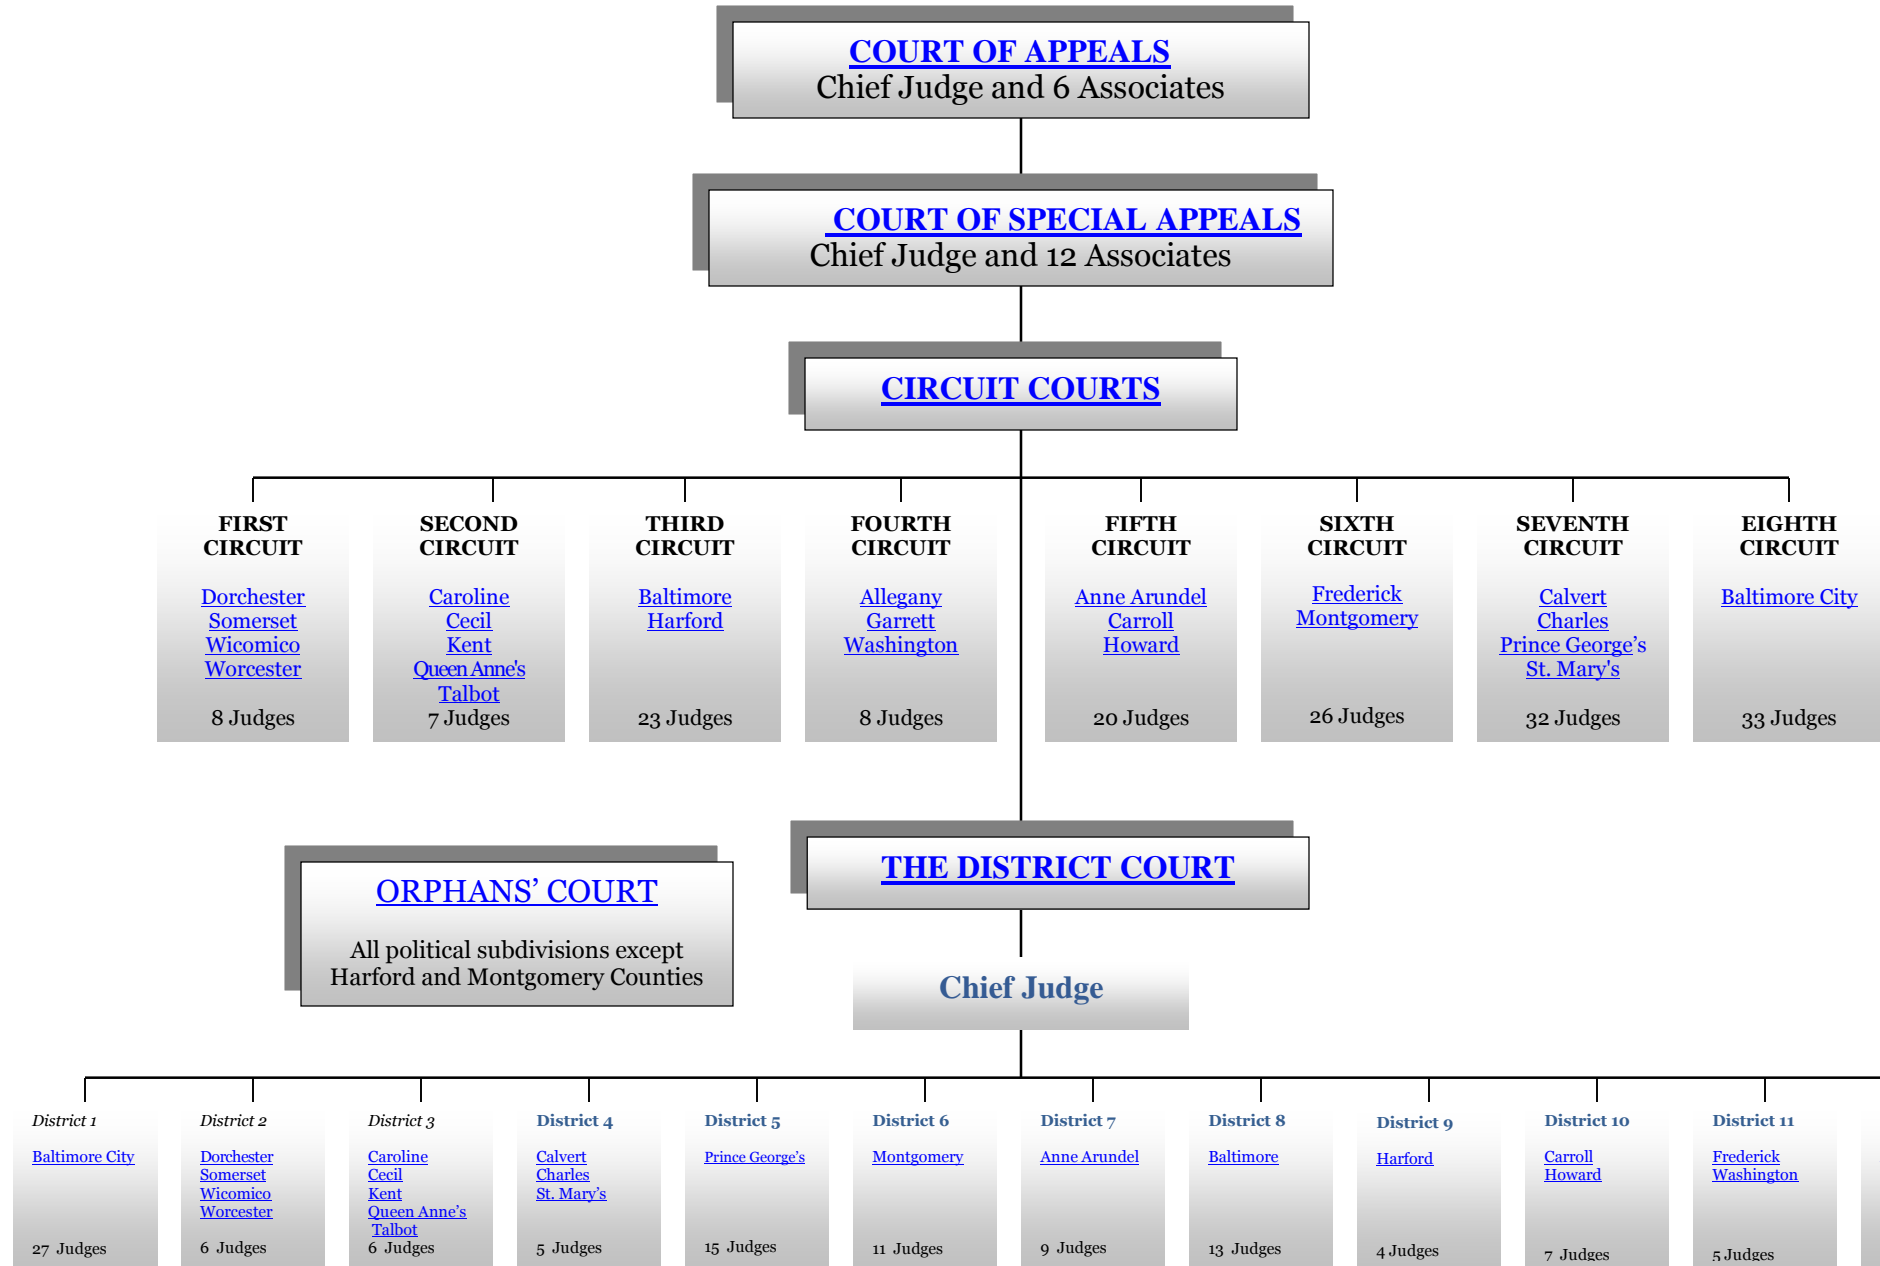 COURT OF APPEALS
Chief Judge and 6 Associates
COURT OF SPECIAL APPEALS
Chief Judge and 12 Associates
CIRCUIT COURTS
FIRST
CIRCUIT
Dorchester
Somerset
Wicomico
Worcester
8 Judges
SECOND
CIRCUIT
Caroline
Cecil
Kent
Queen Anne's
Talbot
7 Judges
THIRD
CIRCUIT
Baltimore
Harford
23 Judges
FOURTH
CIRCUIT
Allegany
Garrett
Washington
8 Judges
FIFTH
CIRCUIT
Anne Arundel
Carroll
Howard
20 Judges
SIXTH
CIRCUIT
Frederick
Montgomery
26 Judges
SEVENTH
CIRCUIT
Calvert
Charles
Prince George’s
St. Mary's
32 Judges
EIGHTH
CIRCUIT
Baltimore City
33 Judges
ORPHANS’ COURT
All political subdivisions except
Harford and Montgomery Counties
THE DISTRICT COURT
Chief Judge
District 1
Baltimore City
27 Judges
District 2
Dorchester
Somerset
Wicomico
Worcester
6 Judges
District 3
Caroline
Cecil
Kent
Queen Anne’s
Talbot
6 Judges
District 4
Calvert
Charles
St. Mary’s
5 Judges
District 5
Prince George’s
15 Judges
District 6
Montgomery
11 Judges
District 7
Anne Arundel
9 Judges
District 8
Baltimore
13 Judges
District 9
Harford
4 Judges
District 10
Carroll
Howard
7 Judges
District 11
Frederick
Washington
5 Judges